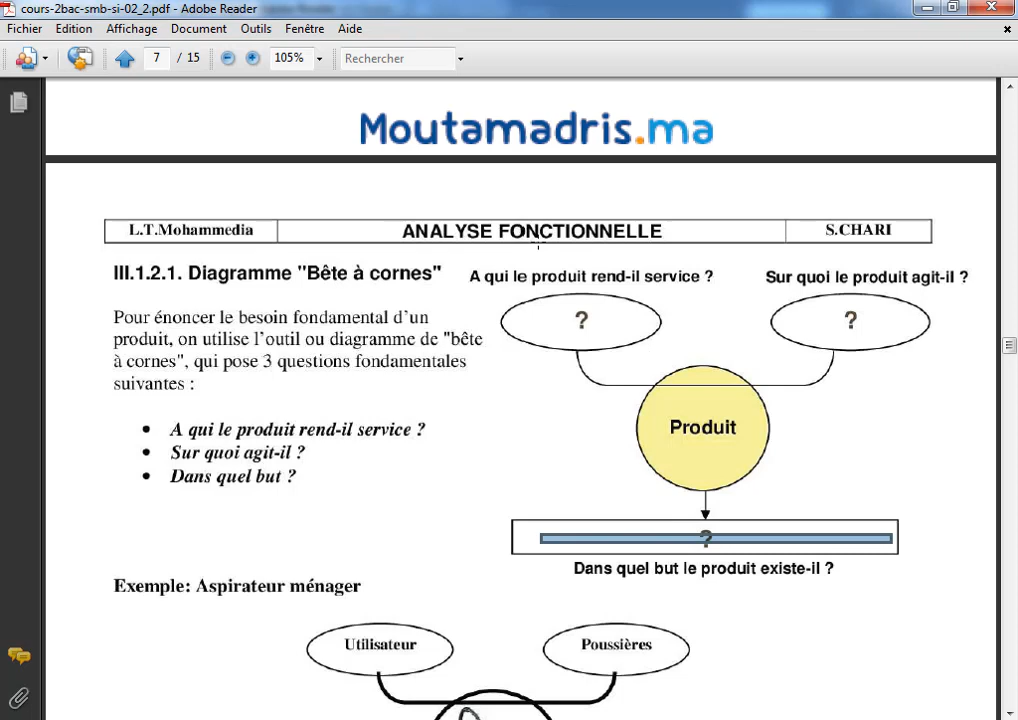 cours-2bac-smb-si-02_2.pdf - Adobe Reader
Fichier Edition Affichage Document Outils Fenêtre Aide
7 / 15 105% Rechercher
Moutamadris.ma
L.T.Mohammedia ANALYSE FONCTIONNELLE S.CHARI
III.1.2.1. Diagramme "Bête à cornes"
Pour énoncer le besoin fondamental d'un
produit, on utilise l'outil ou diagramme de "bête
à cornes", qui pose 3 questions fondamentales
suivantes :
• A qui le produit rend-il service ?
• Sur quoi agit-il ?
• Dans quel but ?
A qui le produit rend-il service ? Sur quoi le produit agit-il ?
? ?
Produit
?
Dans quel but le produit existe-il ?
Exemple: Aspirateur ménager
Utilisateur Poussières